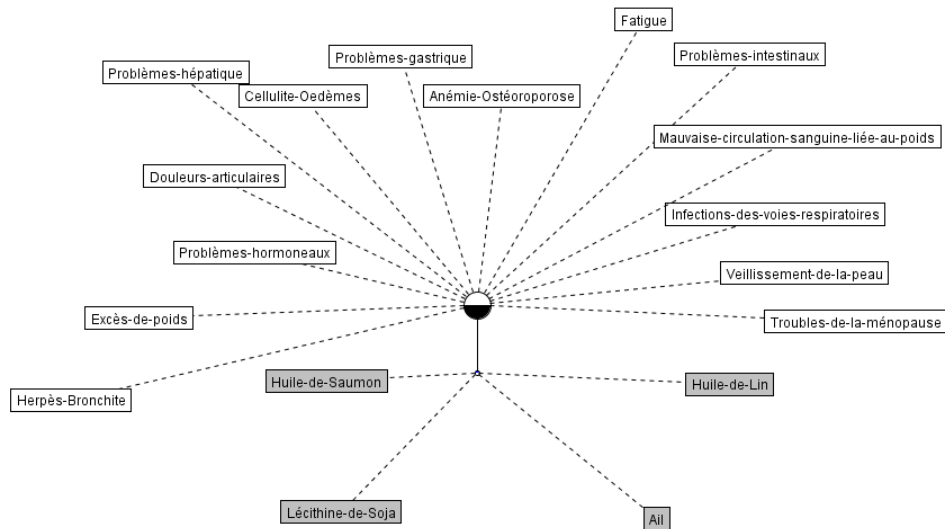 Fatigue
Problèmes-gastrique
Problèmes-intestinaux
Problèmes-hépatique
Cellulite-Oedèmes
Anémie-Ostéoroporose
Mauvaise-circulation-sanguine-liée-au-poids
Douleurs-articulaires
Infections-des-voies-respiratoires
Problèmes-hormoneaux
Veillissement-de-la-peau
Excès-de-poids
Troubles-de-la-ménopause
Huile-de-Saumon
Huile-de-Lin
Herpès-Bronchite
Lécithine-de-Soja
Ail